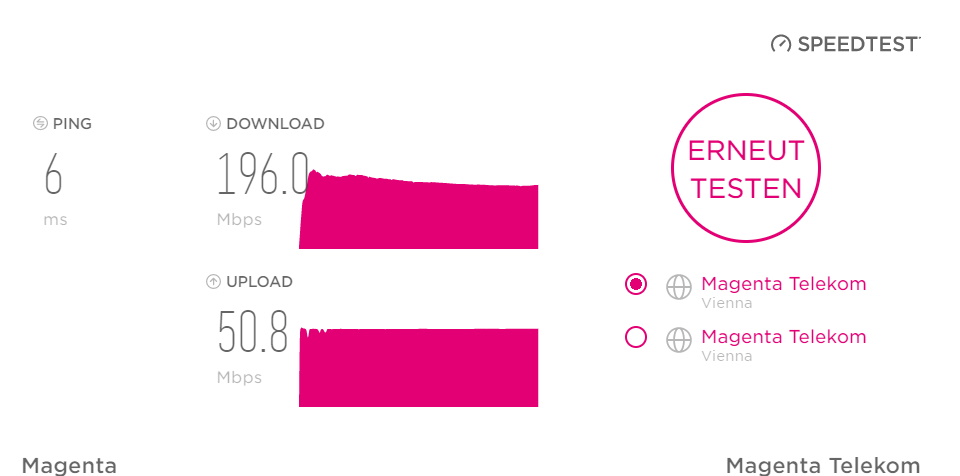 SPEEDTEST
PING
6
ms
DOWNLOAD
196.0
Mbps
UPLOAD
50.8
Mbps
ERNEUT
TESTEN
Magenta Telekom
Vienna
Magenta Telekom
Vienna
Magenta
Magenta Telekom